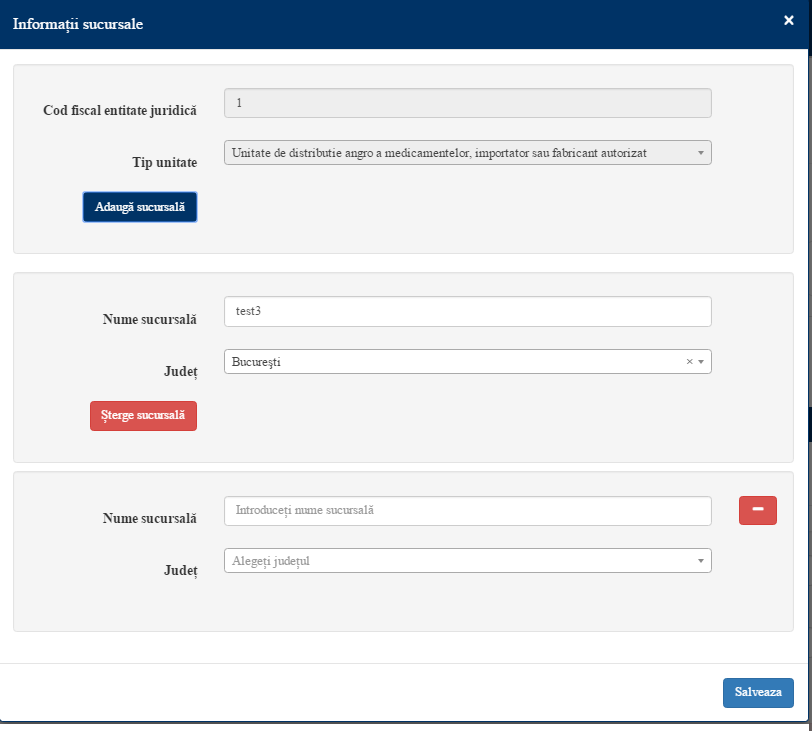 Informații sucursale
×
Cod fiscal entitate juridică
1
Tip unitate
Unitate de distributie angro a medicamentelor, importator sau fabricant autorizat
Adaugă sucursală
Nume sucursală
test3
Județ
Bucureşti
×
Șterge sucursală
Nume sucursală
Introduceți nume sucursală
Județ
Alegeți județul
Salveaza